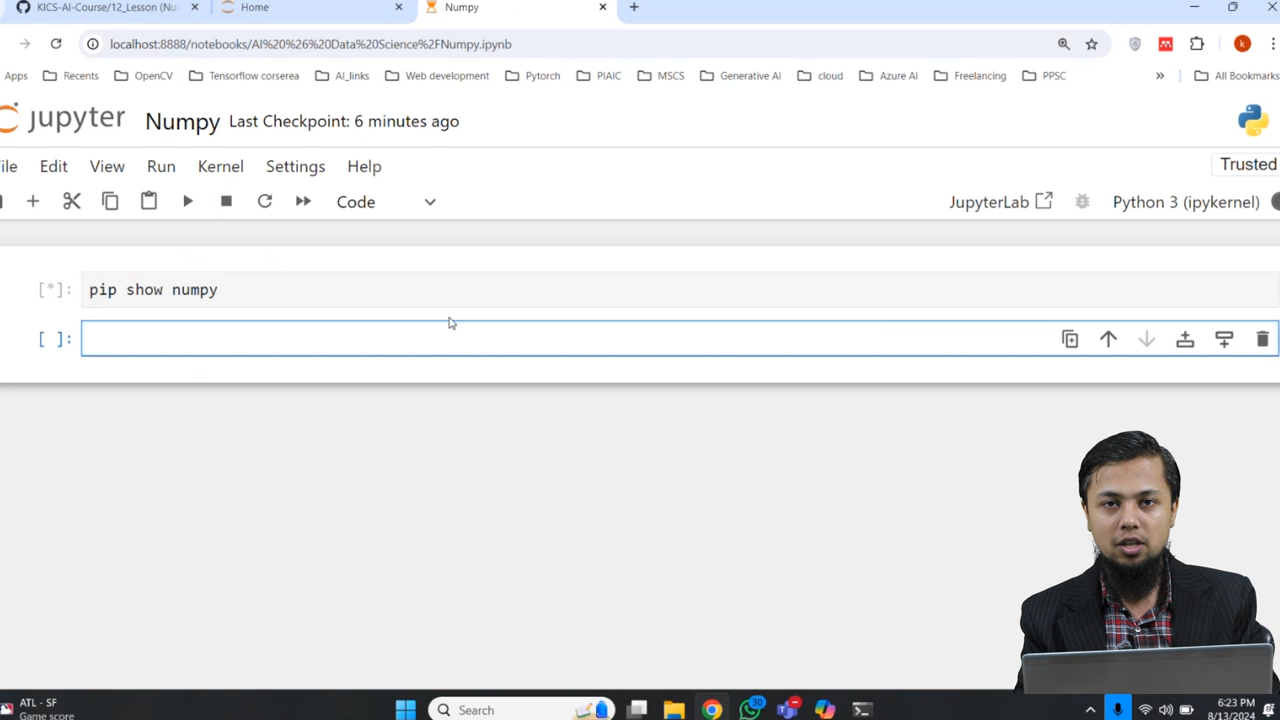 KICS-AI-Course/12_Lesson (Nu
Home
Numpy
localhost:8888/notebooks/AI%20%26%20Data%20Science%2FNumpy.ipynb
Apps Recents OpenCV Tensorflow corserea AI_links Web development Pytorch PIAIC MSCS Generative AI cloud Azure AI Freelancing PPSC » All Bookmarks
jupyter Numpy Last Checkpoint: 6 minutes ago
ile Edit View Run Kernel Settings Help
Trusted
Code
JupyterLab
Python 3 (ipykernel)
[*]: pip show numpy
[ ]:
ATL - SF
Game score
Search
30
6:23 PM
8/13/2024